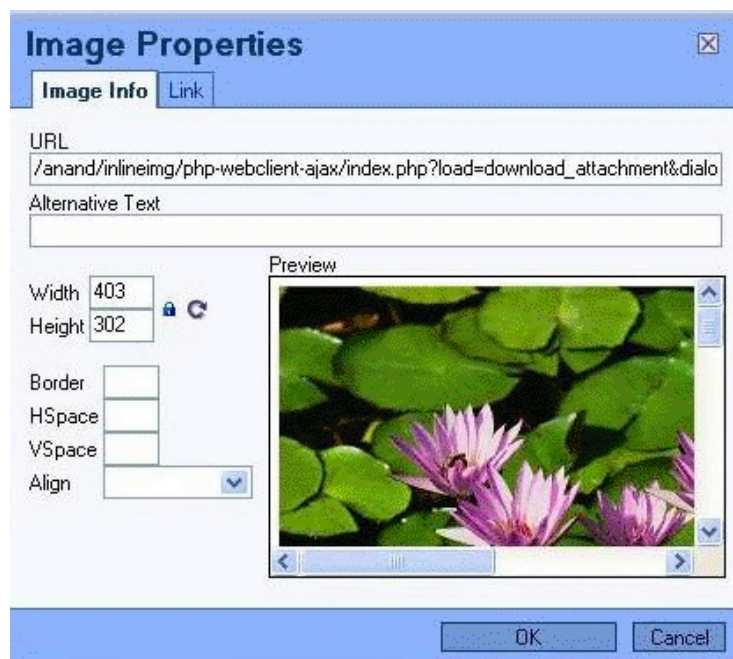 Image Properties
Image Info Link
URL
/anand/inlineimg/php-webclient-ajax/index.php?load=download_attachment&dialo
Alternative Text
Preview
Width 403
Height 302
Border
HSpace
VSpace
Align
OK Cancel